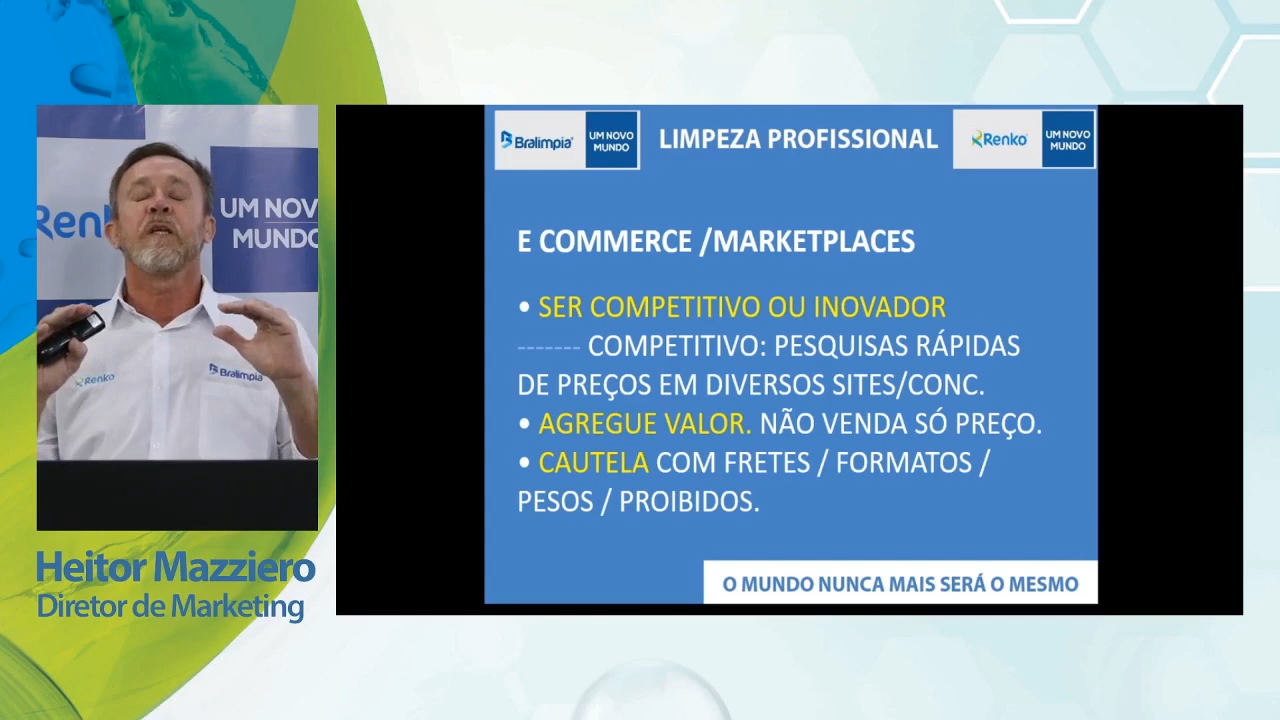 Renk
UM NOV
MUNDO
Renko
Bralimpia
Heitor Mazziero
Diretor de Marketing
Bralimpia
UM NOVO
MUNDO
LIMPEZA PROFISSIONAL
Renko
UM NOVO
MUNDO
E COMMERCE /MARKETPLACES
• SER COMPETITIVO OU INOVADOR
------- COMPETITIVO: PESQUISAS RÁPIDAS
DE PREÇOS EM DIVERSOS SITES/CONC.
• AGREGUE VALOR. NÃO VENDA SÓ PREÇO.
• CAUTELA COM FRETES / FORMATOS /
PESOS / PROIBIDOS.
O MUNDO NUNCA MAIS SERÁ O MESMO